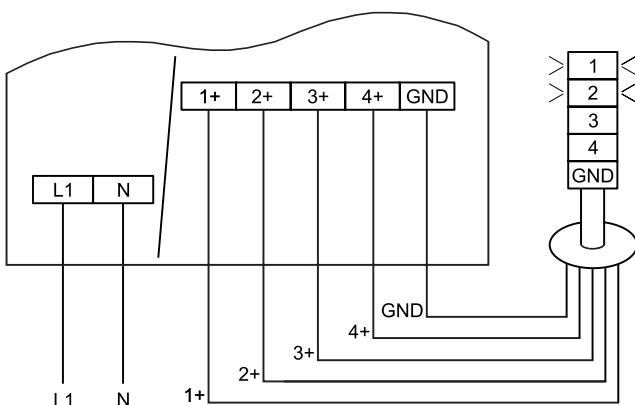 1+ 2+ 3+ 4+ GND
L1 N
1
2
3
4
GND
GND
4+
3+
2+
1+
L1 N